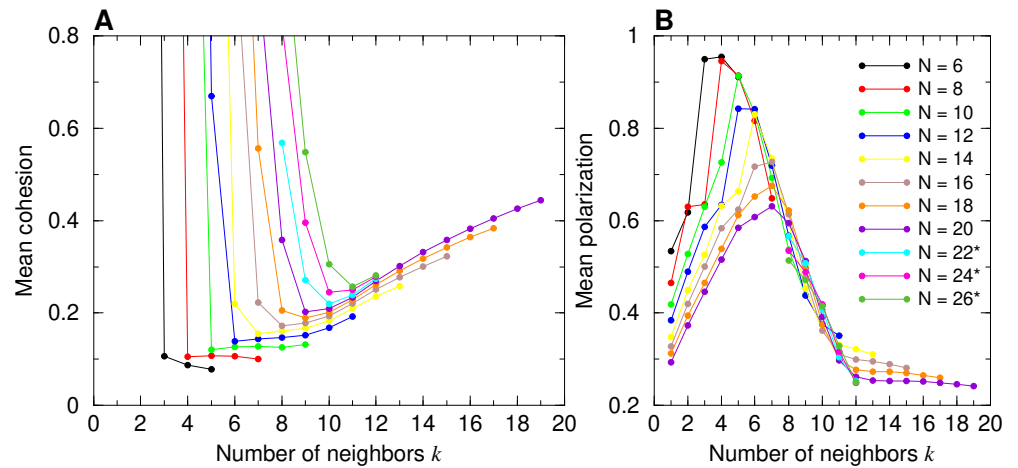 A
B
Mean cohesion
0.8
0.6
0.4
0.2
0
0 2 4 6 8 10 12 14 16 18 20
Number of neighbors k
Mean polarization
1
0.8
0.6
0.4
0.2
0 2 4 6 8 10 12 14 16 18 20
Number of neighbors k
N = 6
N = 8
N = 10
N = 12
N = 14
N = 16
N = 18
N = 20
N = 22*
N = 24*
N = 26*